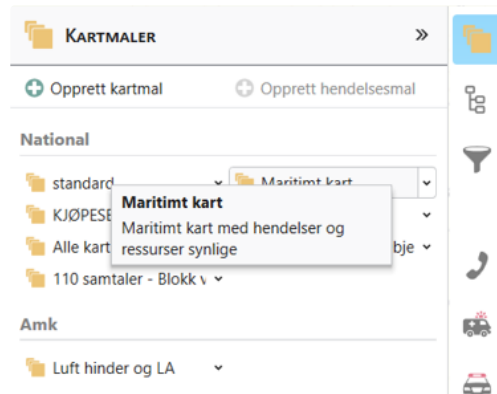 KARTMALER
Opprett kartmal Opprett hendelsesmal
National
standard Maritimt kart
Maritimt kart
Maritimt kart med hendelser og
ressurser synlige
KJØPESE
Alle kart bje
110 samtaler - Blokk v
Amk
Luft hinder og LA